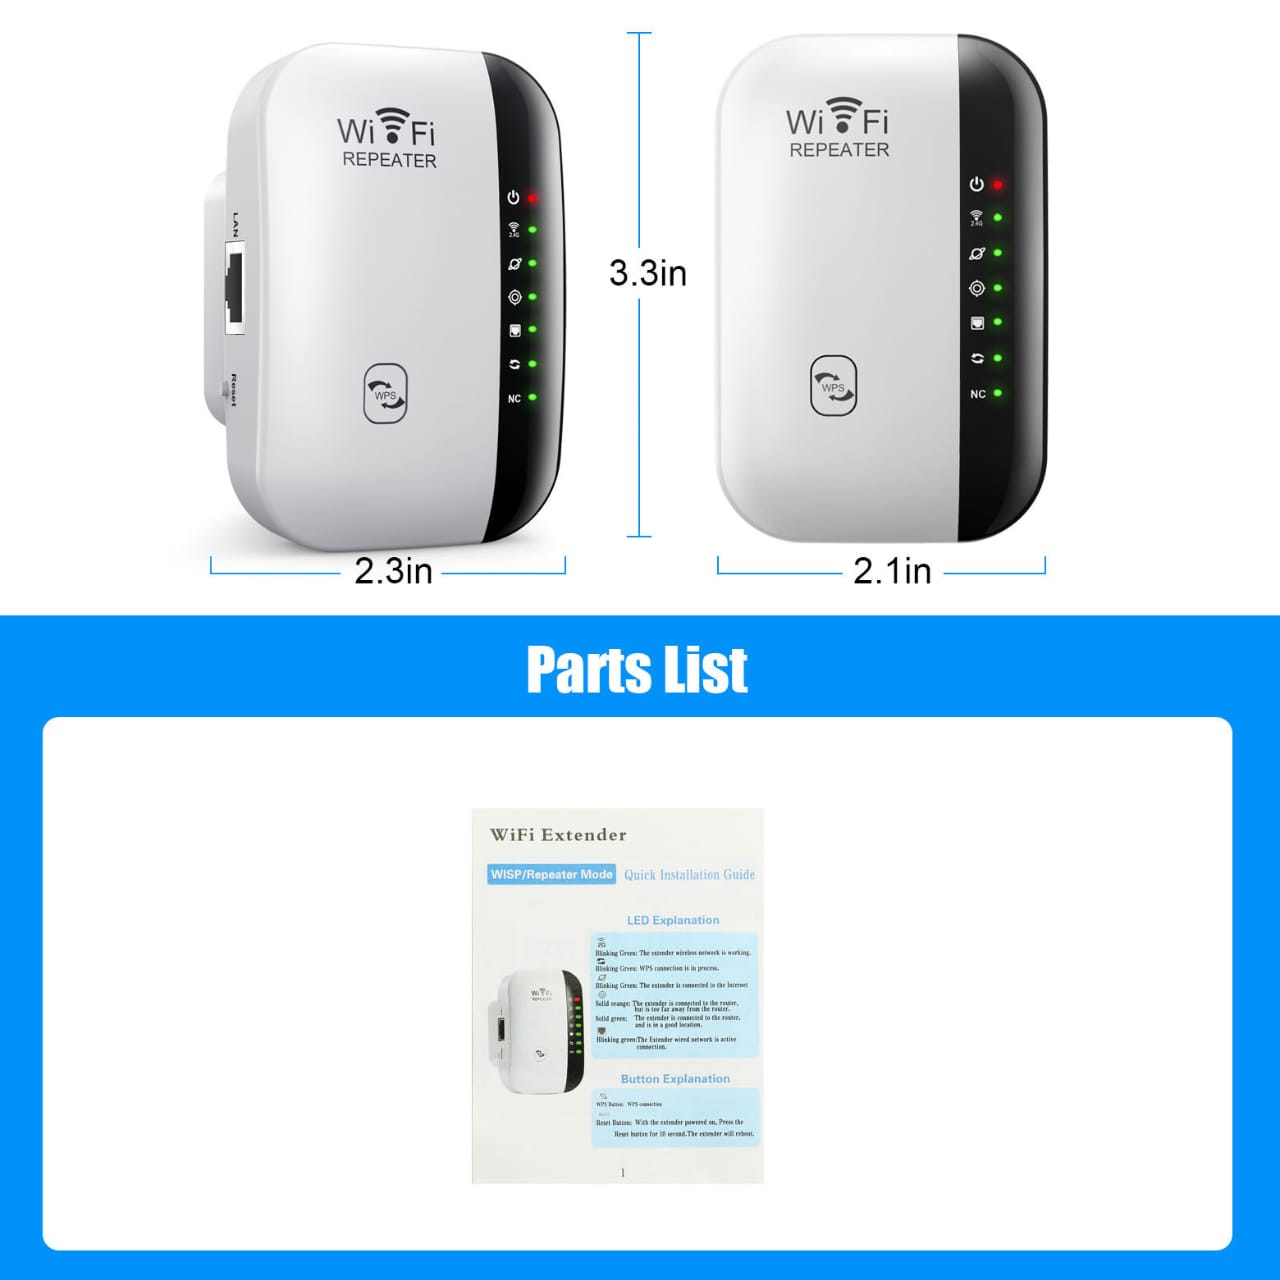 WiFi
REPEATER
LAN
Reset
2.4G
NC
WPS
3.3in
WiFi
REPEATER
2.4G
NC
WPS
2.3in
2.1in
Parts List
WiFi Extender
WISP/Repeater Mode Quick Installation Guide
LED Explanation
2G
Blinking Green: The extender wireless network is working.
Blinking Green: WPS connection is in process.
Blinking Green: The extender is connected to the Internet
Solid orange: The extender is connected to the router,
but is too far away from the router.
Solid green: The extender is connected to the router,
and is in a good location.
Blinking green:The Extender wired network is active
connection.
WiFi
REPEATER
Button Explanation
WPS Button: WPS connection
Reset Button: With the extender powered on, Press the
Reset button for 10 second.The extender will reboot.
1